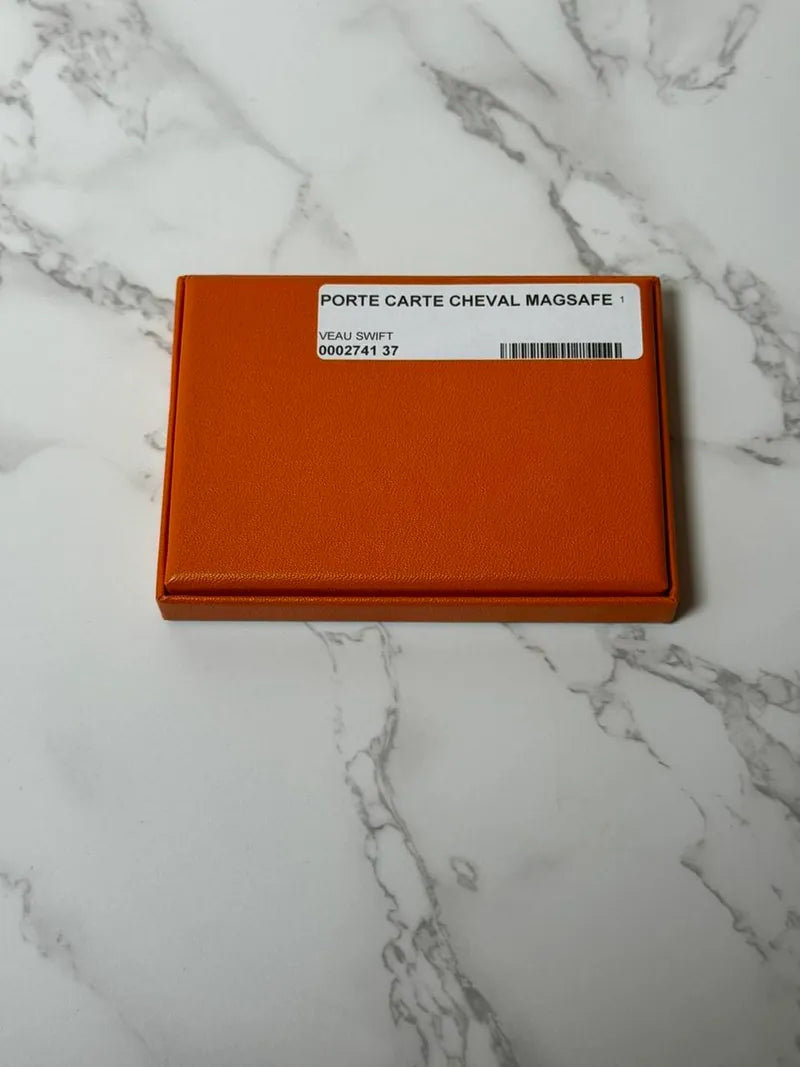 PORTE CARTE CHEVAL MAGSAFE 1
VEAU SWIFT
0002741 37